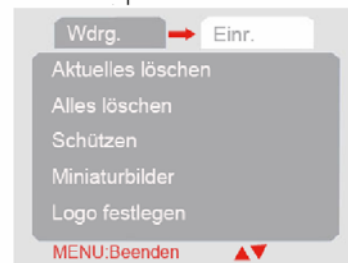 Wdrg. Einr.
Aktuelles löschen
Alles löschen
Schützen
Miniaturbilder
Logo festlegen
MENU:Beenden